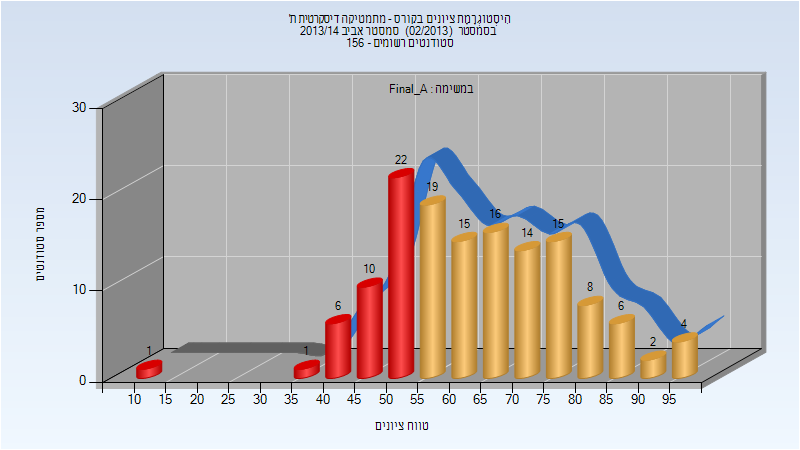 היסטוגרמת ציונים בקורס - מתמטיקה דיסקרטית ת'
בסמסטר (02/2013) סמסטר אביב 2013/14
סטודנטים רשומים - 156
במשימה : Final_A
מספר סטודנטים
30
20
10
0
1
1
6
10
22
19
15
16
14
15
8
6
2
4
10 15 20 25 30 35 40 45 50 55 60 65 70 75 80 85 90 95
טווח ציונים